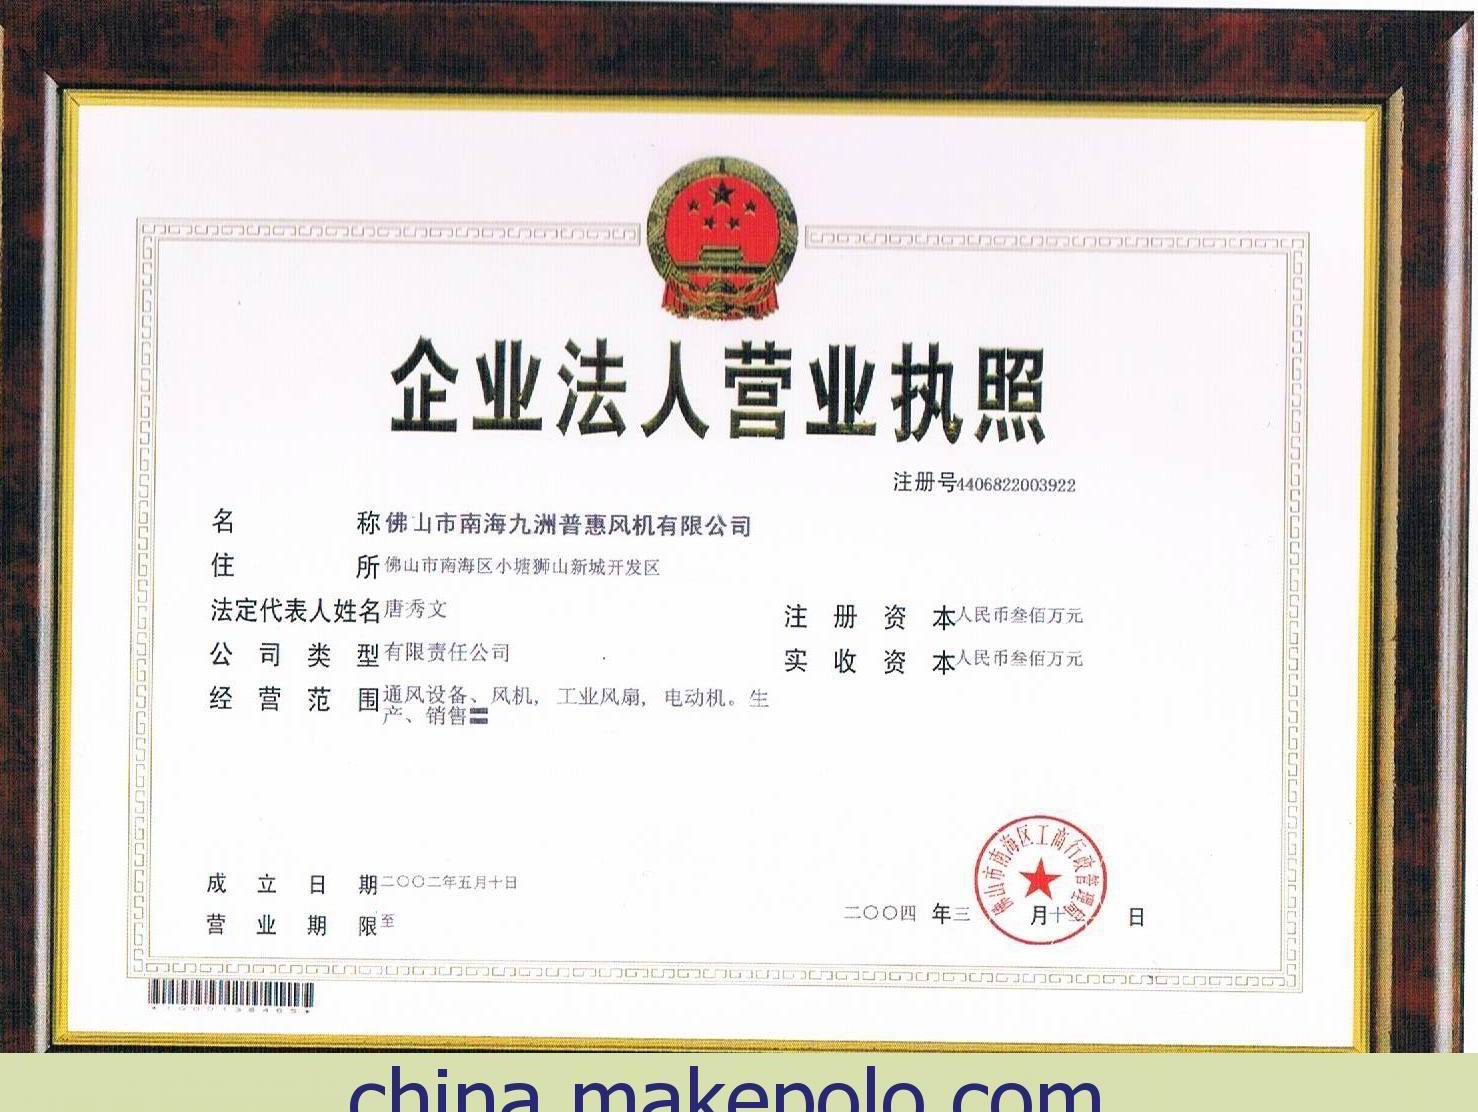 企业法人营业执照
注册号4406822003922
名 称 佛山市南海九洲普惠风机有限公司
住 所 佛山市南海区小塘狮山新城开发区
法定代表人姓名 唐秀文
注 册 资 本 人民币叁佰万元
公 司 类 型 有限责任公司
实 收 资 本 人民币叁佰万元
经 营 范 围 通风设备、风机, 工业风扇, 电动机。生
产、销售
成 立 日 期 二〇〇二年五月十日
营 业 期 限 至
二〇〇四 年 三 月 十 日
佛山市南海区工商行政管理局
china.makepolo.com